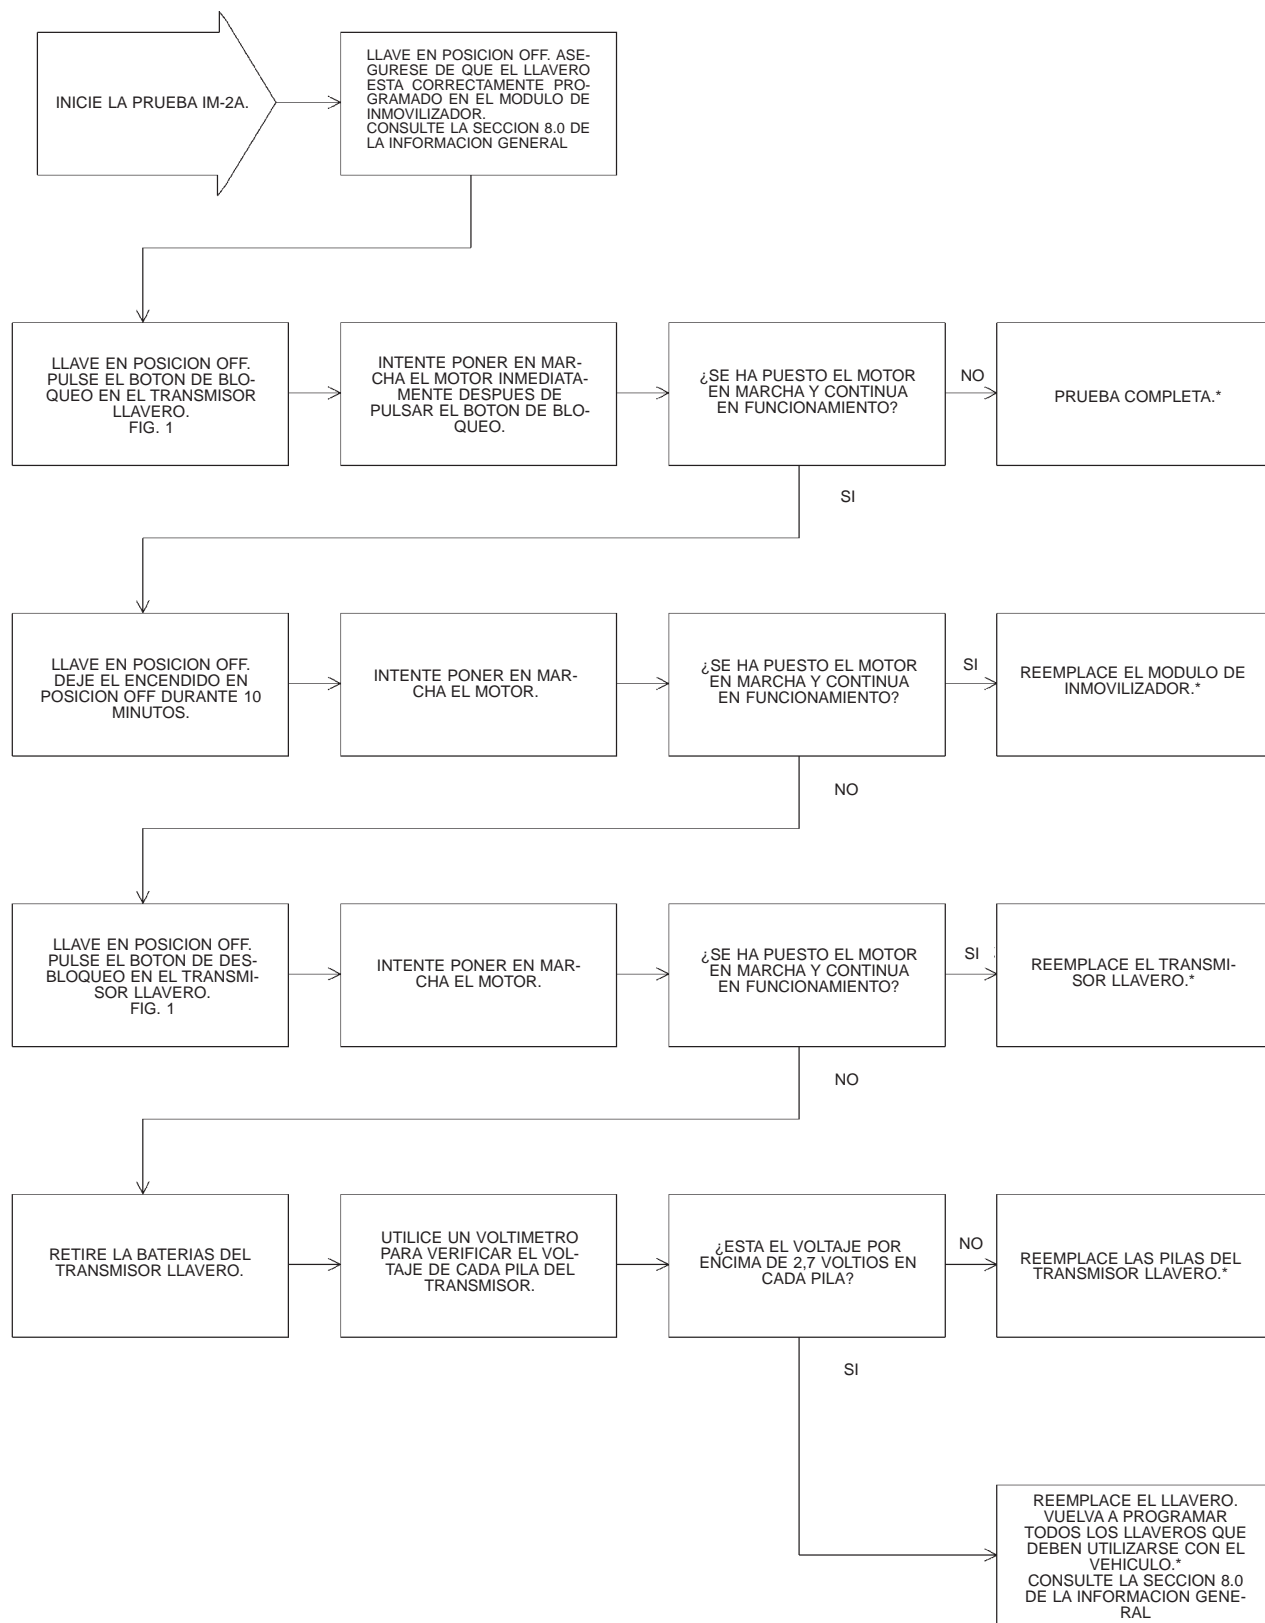 INICIE LA PRUEBA IM-2A.
LLAVE EN POSICION OFF. ASE-
GURESE DE QUE EL LLAVERO
ESTA CORRECTAMENTE PRO-
GRAMADO EN EL MODULO DE
INMOVILIZADOR.
CONSULTE LA SECCION 8.0 DE
LA INFORMACION GENERAL
LLAVE EN POSICION OFF.
PULSE EL BOTON DE BLO-
QUEO EN EL TRANSMISOR
LLAVERO.
FIG. 1
INTENTE PONER EN MAR-
CHA EL MOTOR INMEDIATA-
MENTE DESPUES DE
PULSAR EL BOTON DE BLO-
QUEO.
¿SE HA PUESTO EL MOTOR
EN MARCHA Y CONTINUA
EN FUNCIONAMIENTO?
NO
PRUEBA COMPLETA.*
SI
LLAVE EN POSICION OFF.
DEJE EL ENCENDIDO EN
POSICION OFF DURANTE 10
MINUTOS.
INTENTE PONER EN MAR-
CHA EL MOTOR.
¿SE HA PUESTO EL MOTOR
EN MARCHA Y CONTINUA
EN FUNCIONAMIENTO?
SI
REEMPLACE EL MODULO DE
INMOVILIZADOR.*
NO
LLAVE EN POSICION OFF.
PULSE EL BOTON DE DES-
BLOQUEO EN EL TRANSMI-
SOR LLAVERO.
FIG. 1
INTENTE PONER EN MAR-
CHA EL MOTOR.
¿SE HA PUESTO EL MOTOR
EN MARCHA Y CONTINUA
EN FUNCIONAMIENTO?
SI
REEMPLACE EL TRANSMI-
SOR LLAVERO.*
NO
RETIRE LA BATERIAS DEL
TRANSMISOR LLAVERO.
UTILICE UN VOLTIMETRO
PARA VERIFICAR EL VOL-
TAJE DE CADA PILA DEL
TRANSMISOR.
¿ESTA EL VOLTAJE POR
ENCIMA DE 2,7 VOLTIOS EN
CADA PILA?
NO
REEMPLACE LAS PILAS DEL
TRANSMISOR LLAVERO.*
SI
REEMPLACE EL LLAVERO.
VUELVA A PROGRAMAR
TODOS LOS LLAVEROS QUE
DEBEN UTILIZARSE CON EL
VEHICULO.*
CONSULTE LA SECCION 8.0
DE LA INFORMACION GENE-
RAL